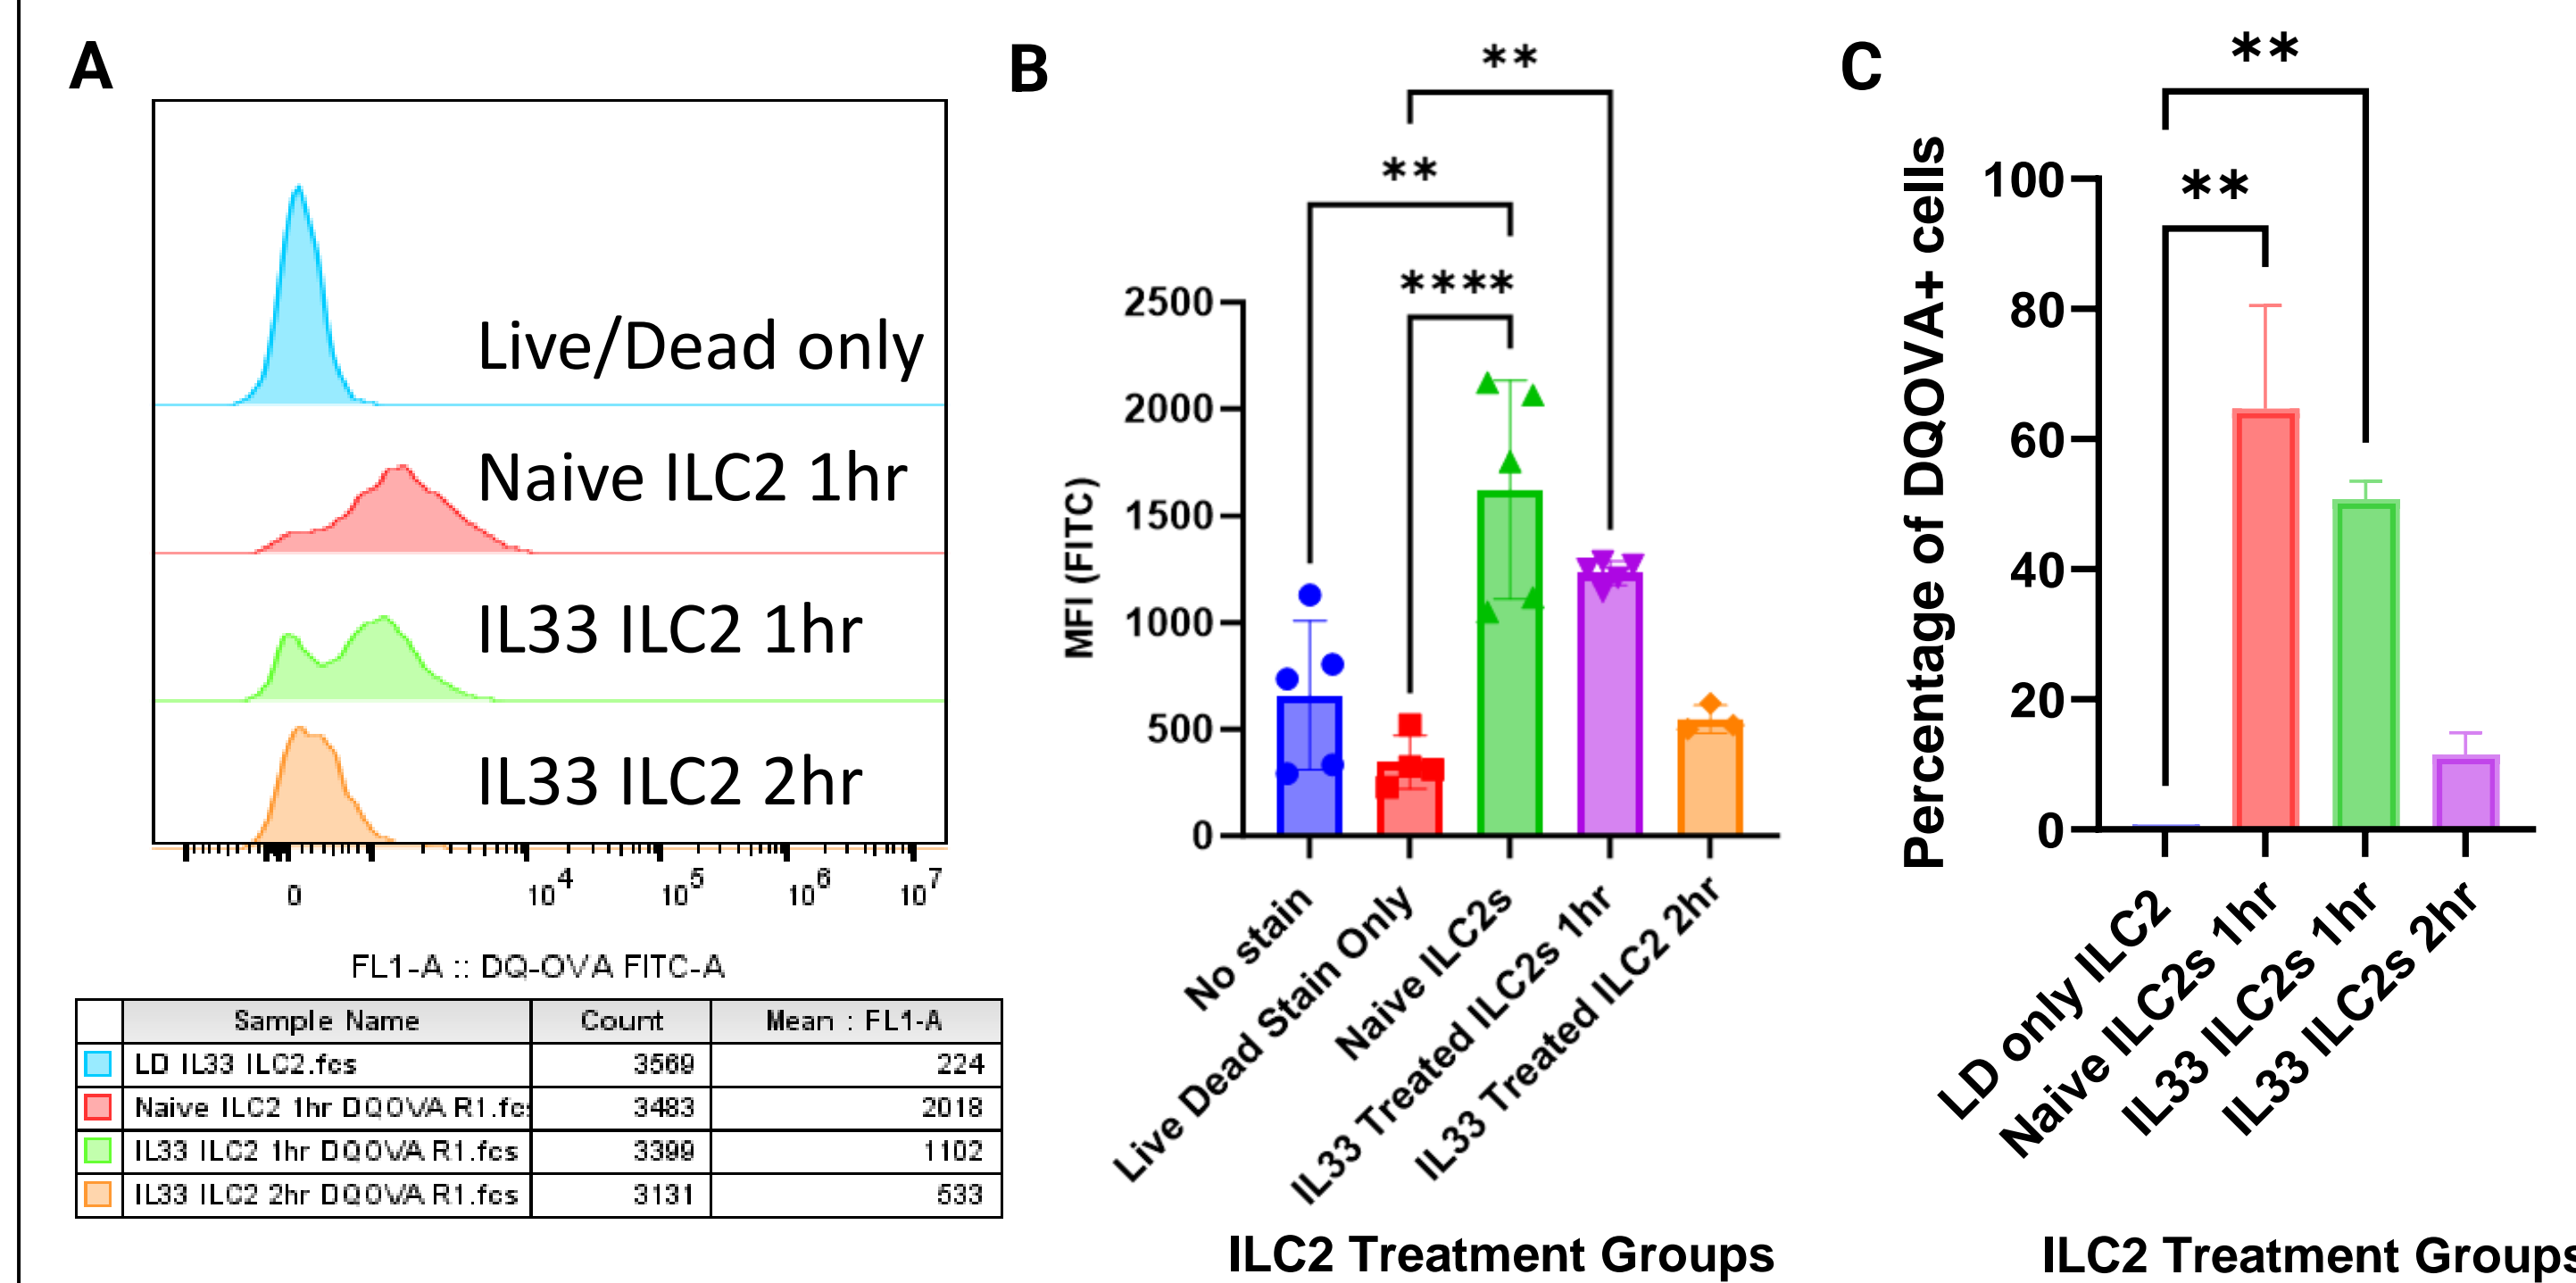 A
Live/Dead only
Naive ILC2 1hr
IL33 ILC2 1hr
IL33 ILC2 2hr
0 10^4 10^5 10^6 10^7
FL1-A :: DQ-OVA FITC-A
Sample Name Count Mean : FL1-A
LD IL33 ILC2.fcs 3569 224
Naive ILC2 1hr DQOVA R1.fcs 3483 2018
IL33 ILC2 1hr DQOVA R1.fcs 3399 1102
IL33 ILC2 2hr DQOVA R1.fcs 3131 533
B
**
**
****
2500
2000
1500
1000
500
0
MFI (FITC)
No stain
Live Dead Stain Only
Naive ILC2s
IL33 Treated ILC2s 1hr
IL33 Treated ILC2 2hr
ILC2 Treatment Groups
C
**
**
100
80
60
40
20
0
Percentage of DQOVA+ cells
LD only ILC2
Naive ILC2s 1hr
IL33 ILC2s 1hr
IL33 ILC2s 2hr
ILC2 Treatment Groups